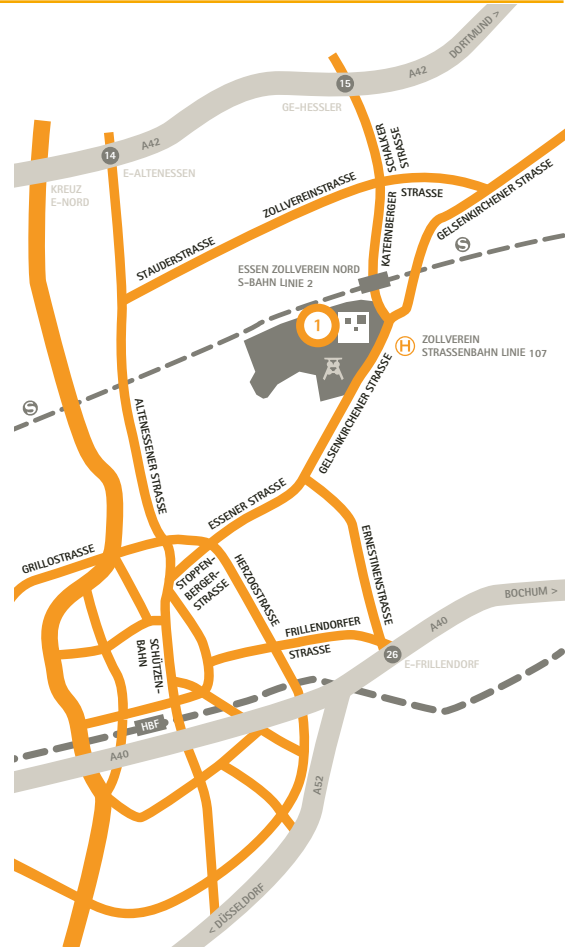 DORTMUND >
A42
15
GE-HESSLER
A42
14
E-ALTENESSEN
KREUZ
E-NORD
SCHALKER
STRASSE
ZOLLVEREINSTRASSE
STRASSE
KATERNBERGER
GELSENKIRCHENER STRASSE
STAUDERSTRASSE
S
ESSEN ZOLLVEREIN NORD
S-BAHN LINIE 2
1
H
ZOLLVEREIN
STRASSENBAHN LINIE 107
GELSENKIRCHENER STRASSE
S
ALTENESSENER STRASSE
ESSENER STRASSE
GRILLOSTRASSE
STOPPEN-
BERGER-
STRASSE
HERZOGSTRASSE
ERNESTINENSTRASSE
BOCHUM >
A40
FRILLENDORFER
STRASSE
26
E-FRILLENDORF
SCHÜTZEN-
BAHN
HBF
A40
A52
< DÜSSELDORF